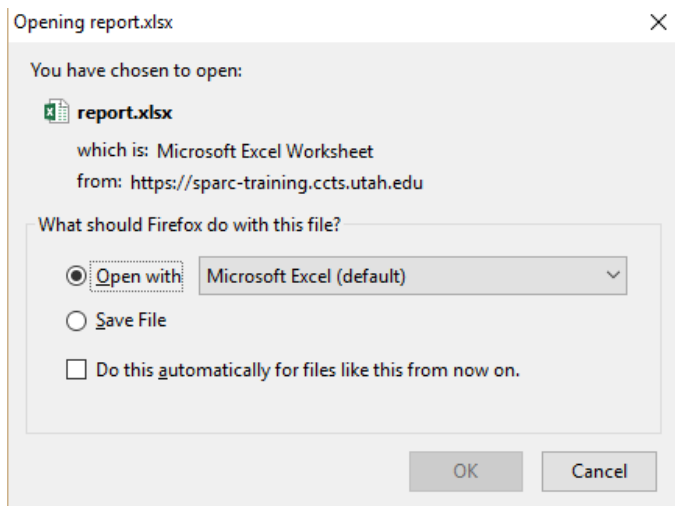 Opening report.xlsx
You have chosen to open:
report.xlsx
which is: Microsoft Excel Worksheet
from: https://sparc-training.ccts.utah.edu
What should Firefox do with this file?
Open with Microsoft Excel (default)
Save File
Do this automatically for files like this from now on.
OK Cancel